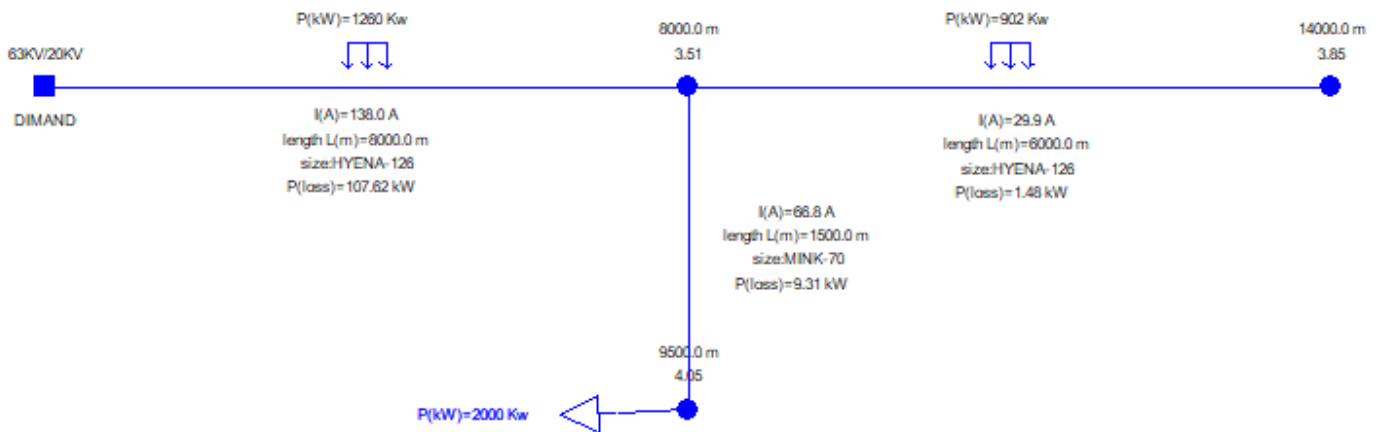 P(kW)=1260 Kw
P(kW)=902 Kw
8000.0 m
3.51
14000.0 m
3.85
63KV/20KV
DIMAND
I(A)=138.0 A
length L(m)=8000.0 m
size:HYENA-126
P(loss)=107.62 kW
I(A)=29.9 A
length L(m)=6000.0 m
size:HYENA-126
P(loss)=1.48 kW
I(A)=66.8 A
length L(m)=1500.0 m
size:MINK-70
P(loss)=9.31 kW
9500.0 m
4.05
P(kW)=2000 Kw